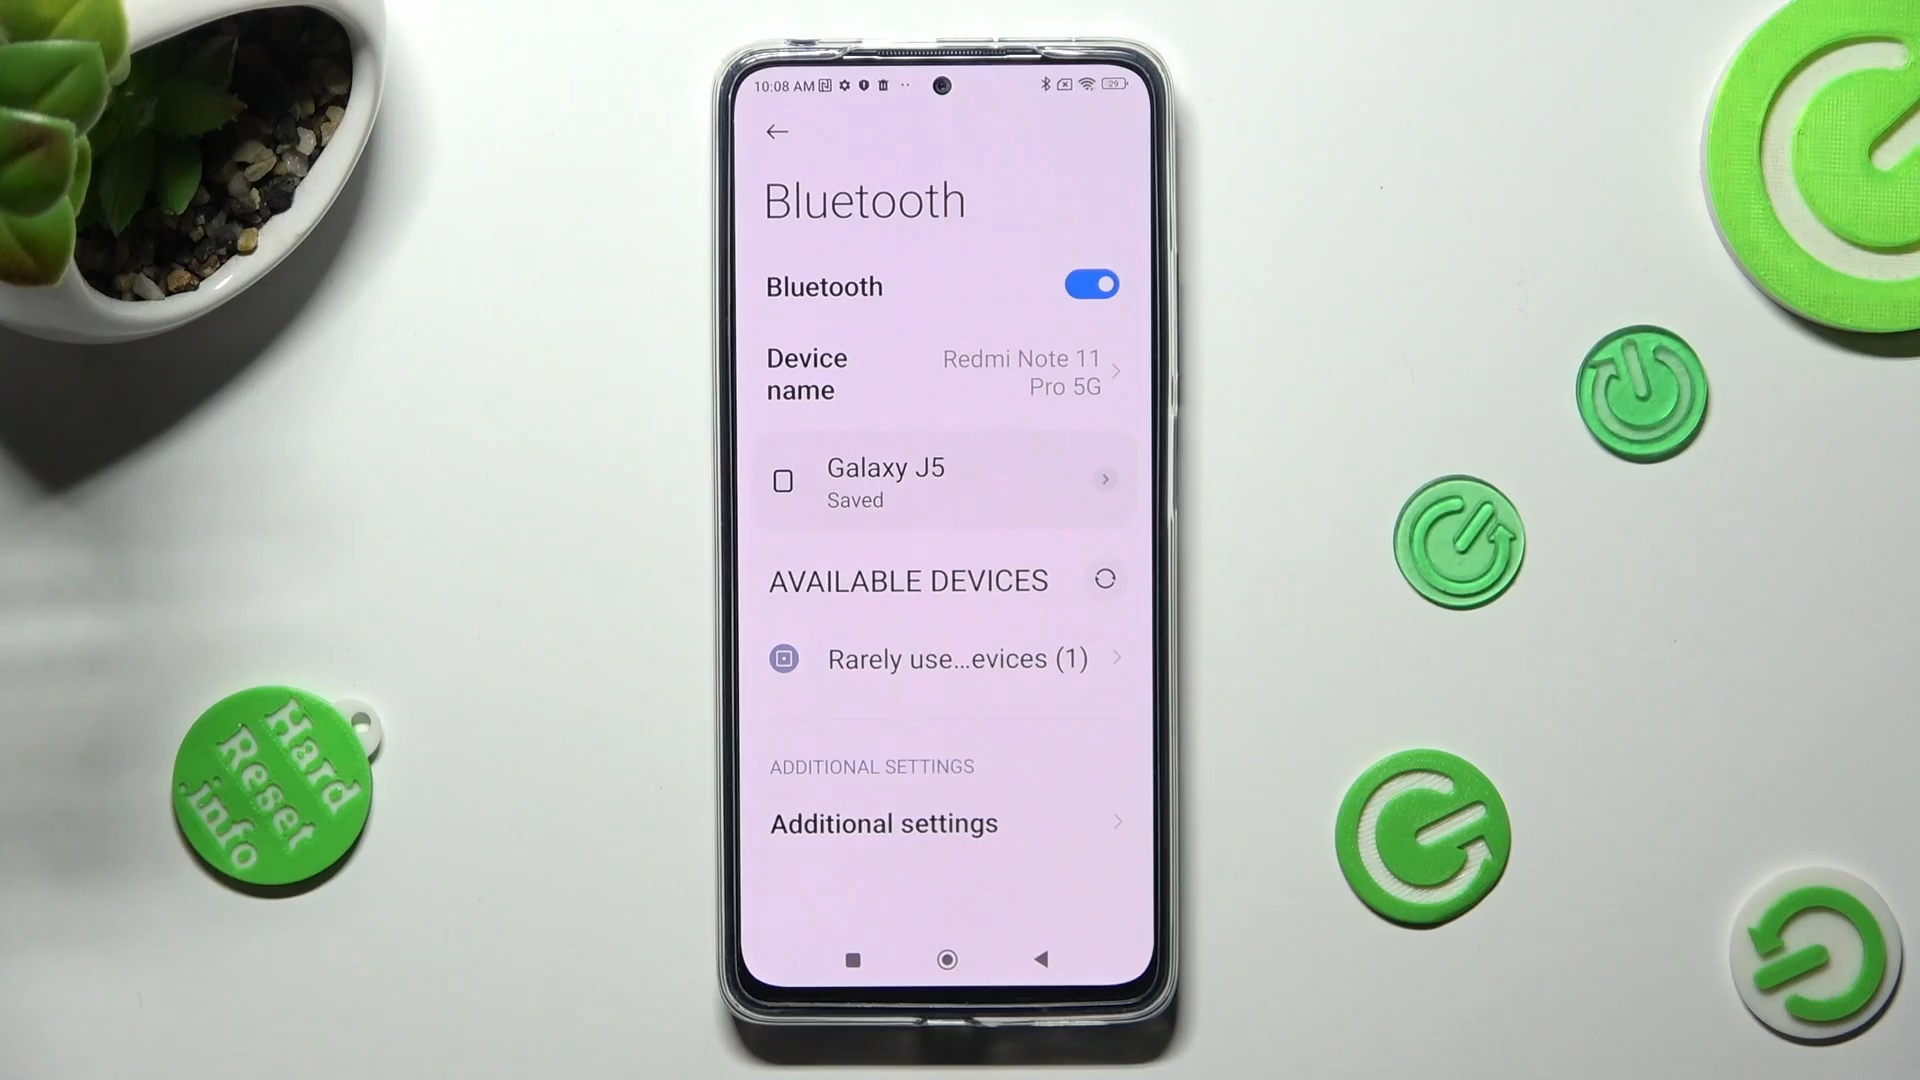 10:08 AM
29
Bluetooth
Bluetooth
Device
name
Redmi Note 11
Pro 5G
Galaxy J5
Saved
AVAILABLE DEVICES
Rarely use...evices (1)
ADDITIONAL SETTINGS
Additional settings
Hard
Reset
.info